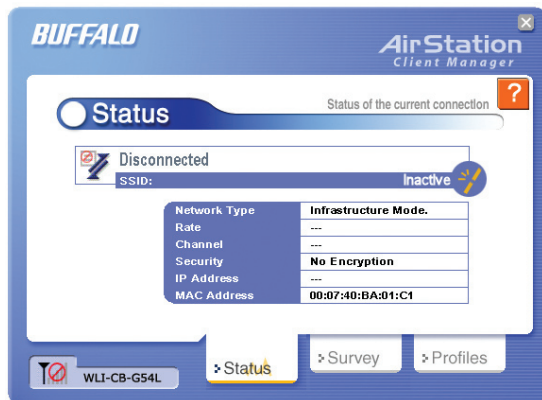 BUFFALO
AirStation
Client Manager
?
Status
Status of the current connection
Disconnected
SSID: Inactive
Network Type Infrastructure Mode.
Rate ---
Channel ---
Security No Encryption
IP Address ---
MAC Address 00:07:40:BA:01:C1
WLI-CB-G54L
Status
Survey
Profiles